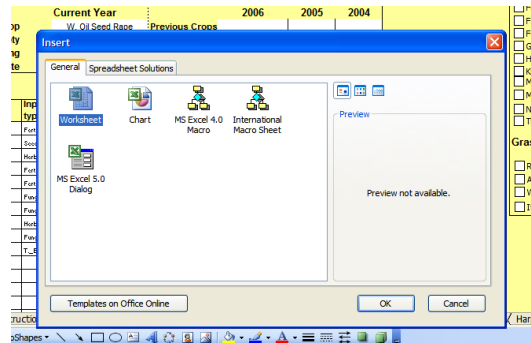 Current Year 2006 2005 2004
W. Oil Seed Rape Previous Crops
Insert
General Spreadsheet Solutions
Worksheet Chart MS Excel 4.0 Macro International Macro Sheet
Preview
MS Excel 5.0 Dialog
Preview not available.
Templates on Office Online OK Cancel